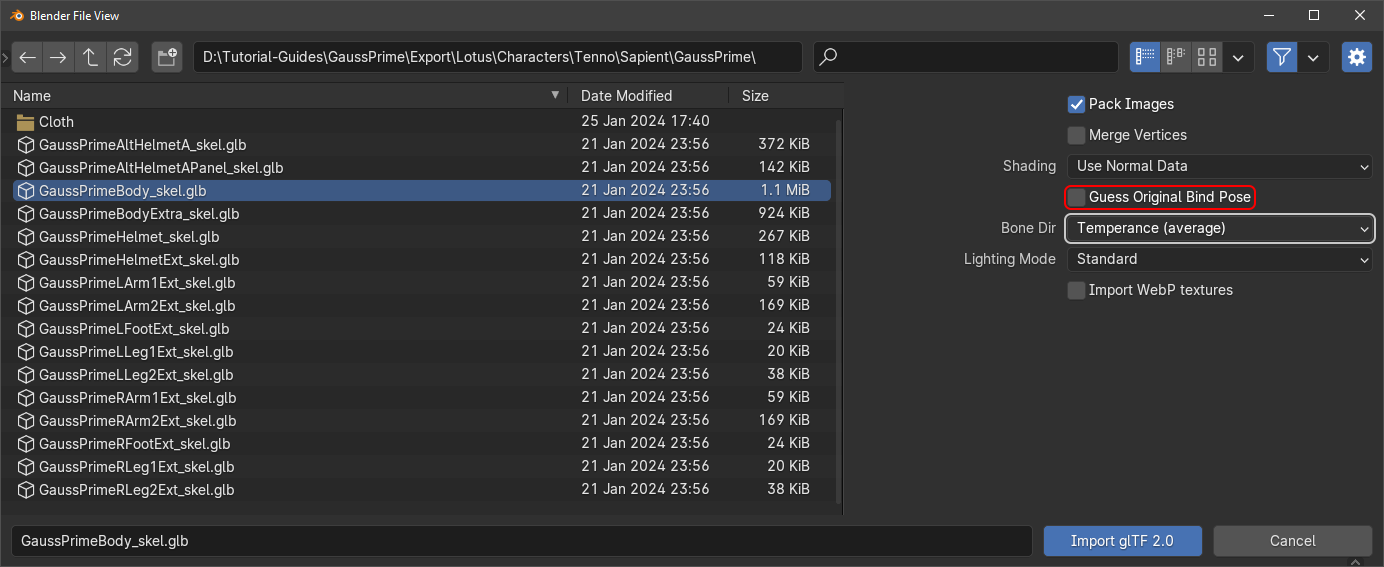 Blender File View
D:\Tutorial-Guides\GaussPrime\Export\Lotus\Characters\Tenno\Sapient\GaussPrime\
Name Date Modified Size
Cloth 25 Jan 2024 17:40
GaussPrimeAltHelmetA_skel.glb 21 Jan 2024 23:56 372 KiB
GaussPrimeAltHelmetAPanel_skel.glb 21 Jan 2024 23:56 142 KiB
GaussPrimeBody_skel.glb 21 Jan 2024 23:56 1.1 MiB
GaussPrimeBodyExtra_skel.glb 21 Jan 2024 23:56 924 KiB
GaussPrimeHelmet_skel.glb 21 Jan 2024 23:56 267 KiB
GaussPrimeHelmetExt_skel.glb 21 Jan 2024 23:56 118 KiB
GaussPrimeLArm1Ext_skel.glb 21 Jan 2024 23:56 59 KiB
GaussPrimeLArm2Ext_skel.glb 21 Jan 2024 23:56 169 KiB
GaussPrimeLFootExt_skel.glb 21 Jan 2024 23:56 24 KiB
GaussPrimeLLeg1Ext_skel.glb 21 Jan 2024 23:56 20 KiB
GaussPrimeLLeg2Ext_skel.glb 21 Jan 2024 23:56 38 KiB
GaussPrimeRArm1Ext_skel.glb 21 Jan 2024 23:56 59 KiB
GaussPrimeRArm2Ext_skel.glb 21 Jan 2024 23:56 169 KiB
GaussPrimeRFootExt_skel.glb 21 Jan 2024 23:56 24 KiB
GaussPrimeRLeg1Ext_skel.glb 21 Jan 2024 23:56 20 KiB
GaussPrimeRLeg2Ext_skel.glb 21 Jan 2024 23:56 38 KiB
Pack Images
Merge Vertices
Shading Use Normal Data
Guess Original Bind Pose
Bone Dir Temperance (average)
Lighting Mode Standard
Import WebP textures
GaussPrimeBody_skel.glb
Import glTF 2.0
Cancel